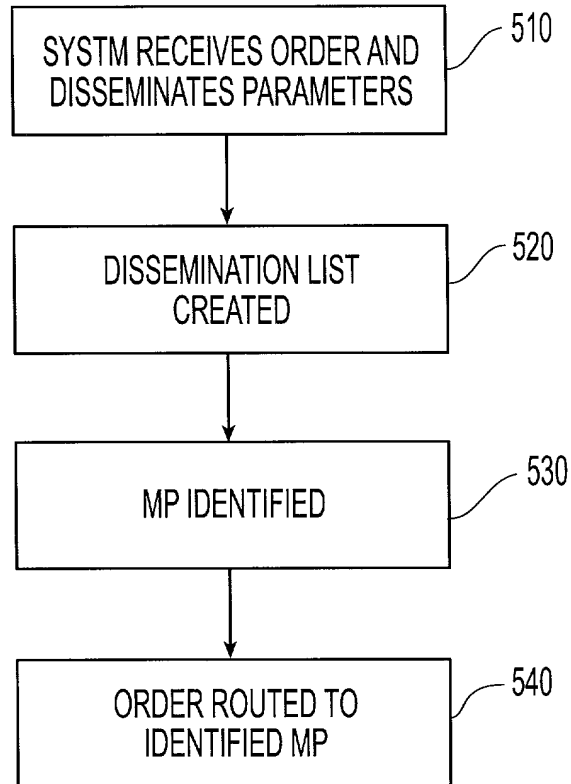 SYSTM RECEIVES ORDER AND
DISSEMINATES PARAMETERS
510
DISSEMINATION LIST
CREATED
520
MP IDENTIFIED
530
ORDER ROUTED TO
IDENTIFIED MP
540